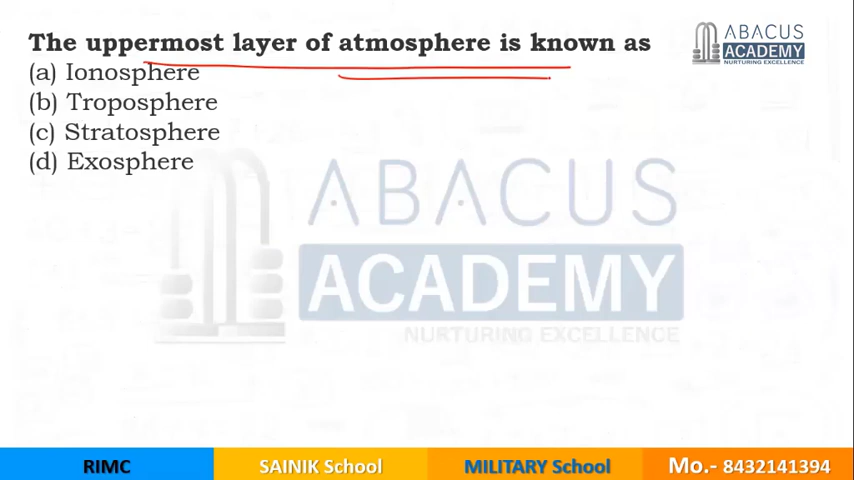 The uppermost layer of atmosphere is known as
(a) Ionosphere
(b) Troposphere
(c) Stratosphere
(d) Exosphere
ABACUS
ACADEMY
NURTURING EXCELLENCE
ABACUS
ACADEMY
NURTURING EXCELLENCE
RIMC
SAINIK School
MILITARY School
Mo.- 8432141394